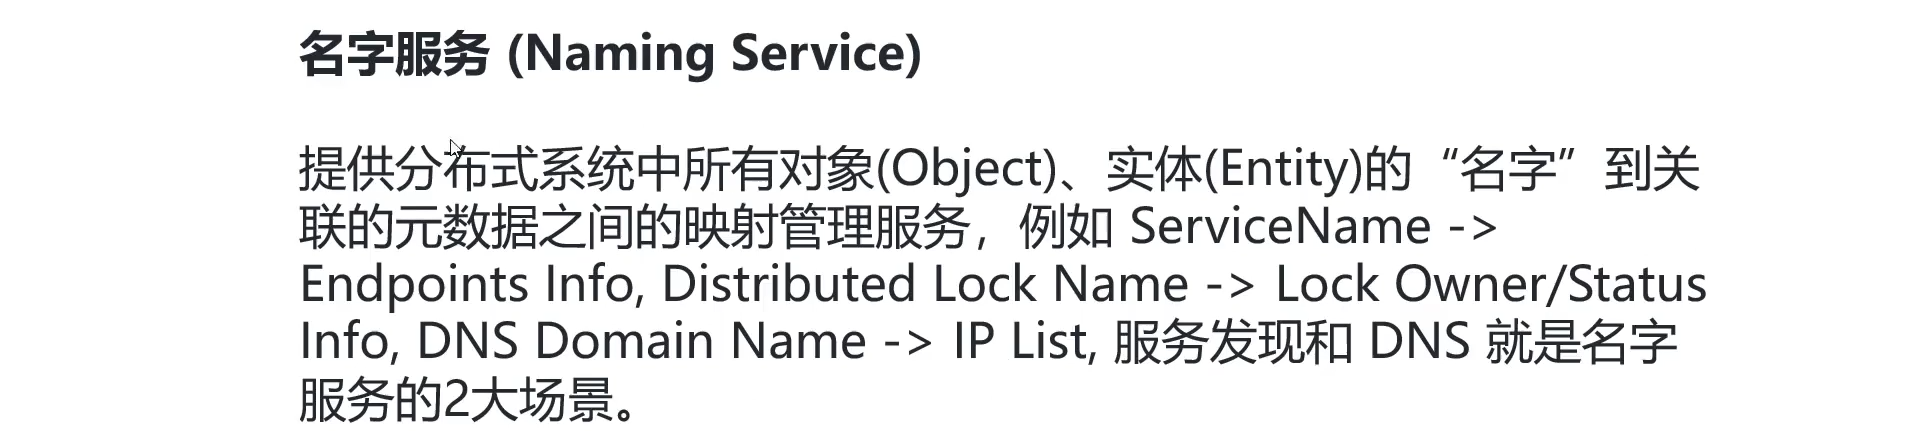 名字服务 (Naming Service)
提供分布式系统中所有对象(Object)、实体(Entity)的“名字”到关
联的元数据之间的映射管理服务，例如 ServiceName ->
Endpoints Info, Distributed Lock Name -> Lock Owner/Status
Info, DNS Domain Name -> IP List, 服务发现和 DNS 就是名字
服务的2大场景。